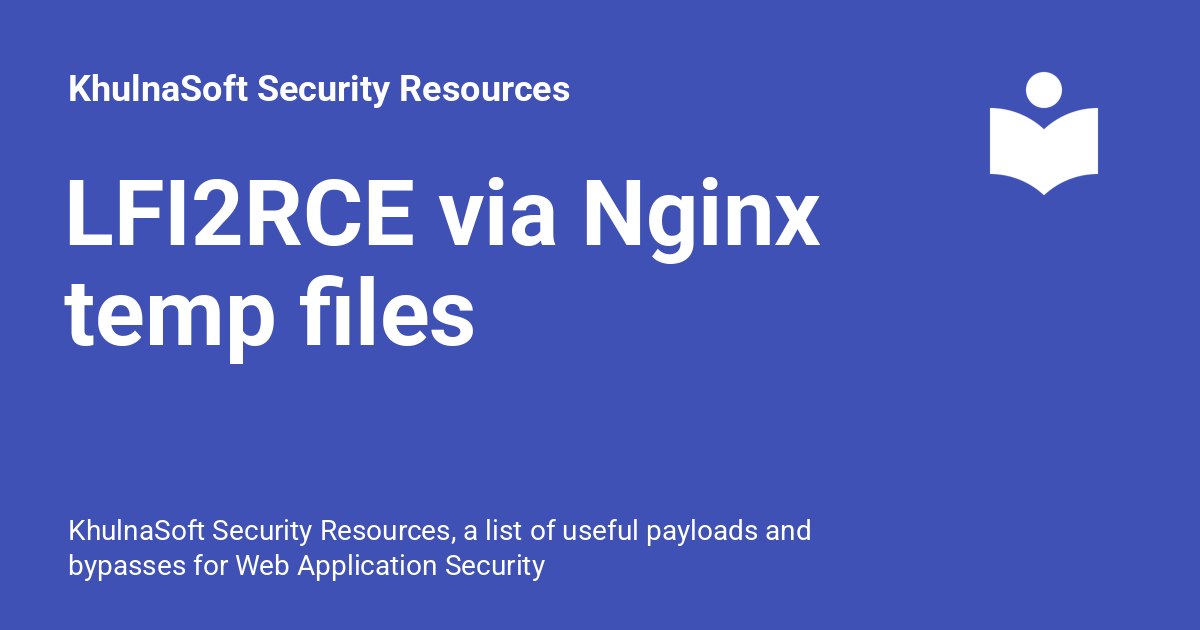 KhulnaSoft Security Resources
LFI2RCE via Nginx
temp files
KhulnaSoft Security Resources, a list of useful payloads and
bypasses for Web Application Security